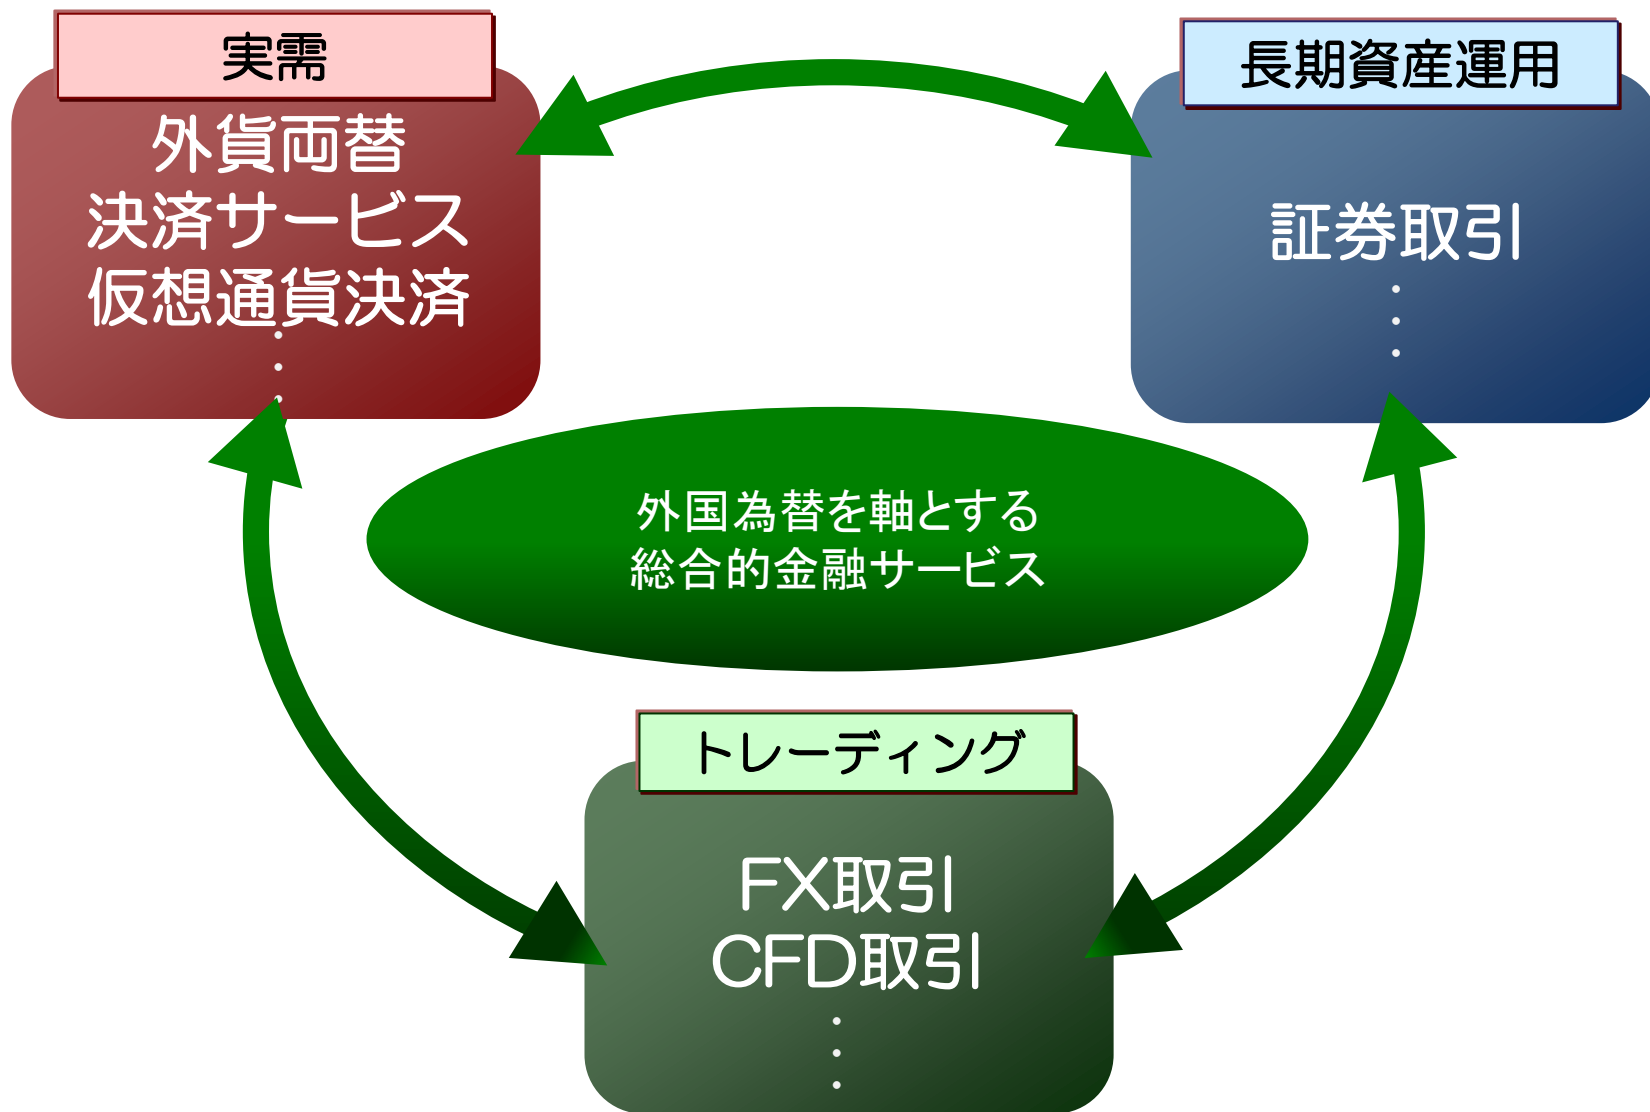 実需
外貨両替
決済サービス
仮想通貨決済
・
・
・
長期資産運用
証券取引
・
・
・
外国為替を軸とする
総合的金融サービス
トレーディング
FX取引
CFD取引
・
・
・